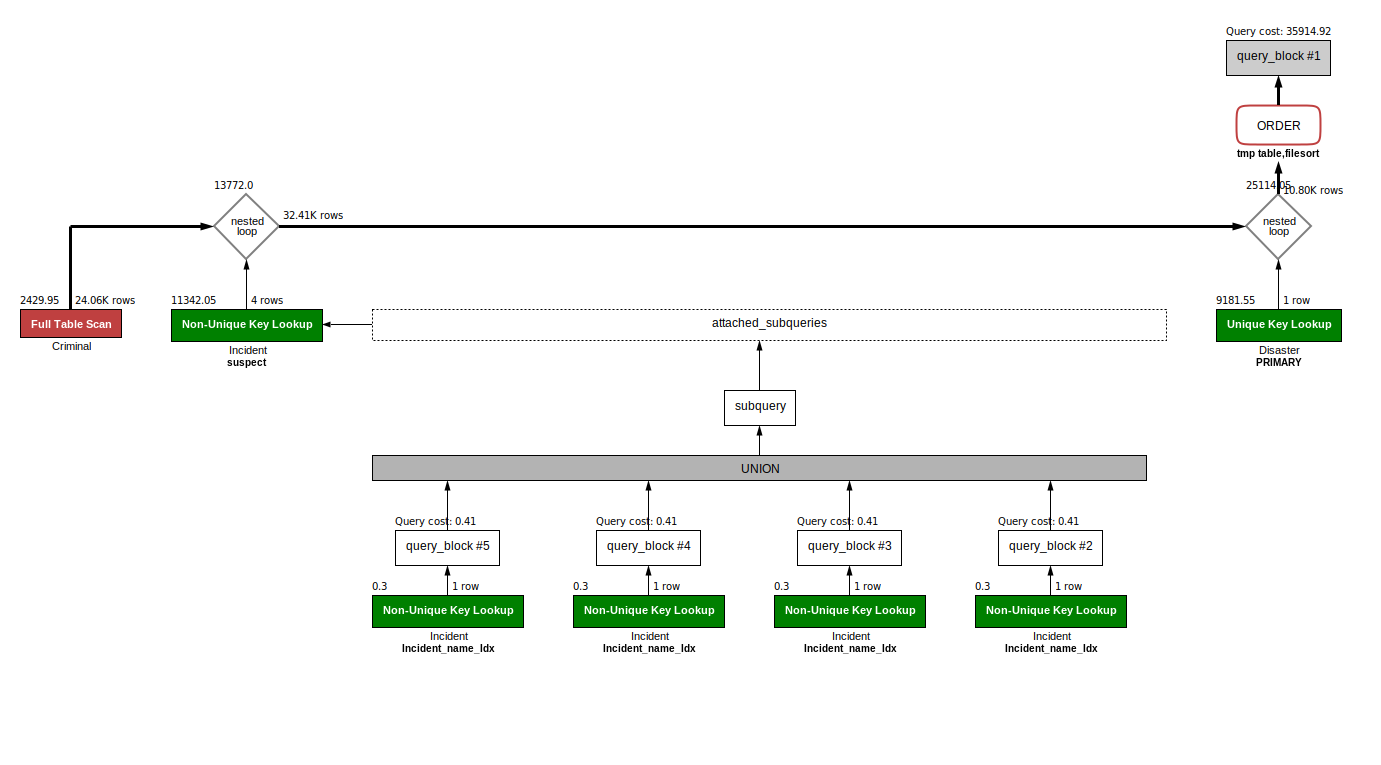 Query cost: 35914.92
query_block #1
ORDER
tmp table,filesort
13772.0
25114.05
10.80K rows
nested
loop
32.41K rows
nested
loop
2429.95
24.06K rows
11342.05
4 rows
9181.55
1 row
Full Table Scan
Non-Unique Key Lookup
attached_subqueries
Unique Key Lookup
Criminal
Incident
suspect
Disaster
PRIMARY
subquery
UNION
Query cost: 0.41
Query cost: 0.41
Query cost: 0.41
Query cost: 0.41
query_block #5
query_block #4
query_block #3
query_block #2
0.3
1 row
0.3
1 row
0.3
1 row
0.3
1 row
Non-Unique Key Lookup
Non-Unique Key Lookup
Non-Unique Key Lookup
Non-Unique Key Lookup
Incident
Incident
Incident
Incident
Incident_name_Idx
Incident_name_Idx
Incident_name_Idx
Incident_name_Idx